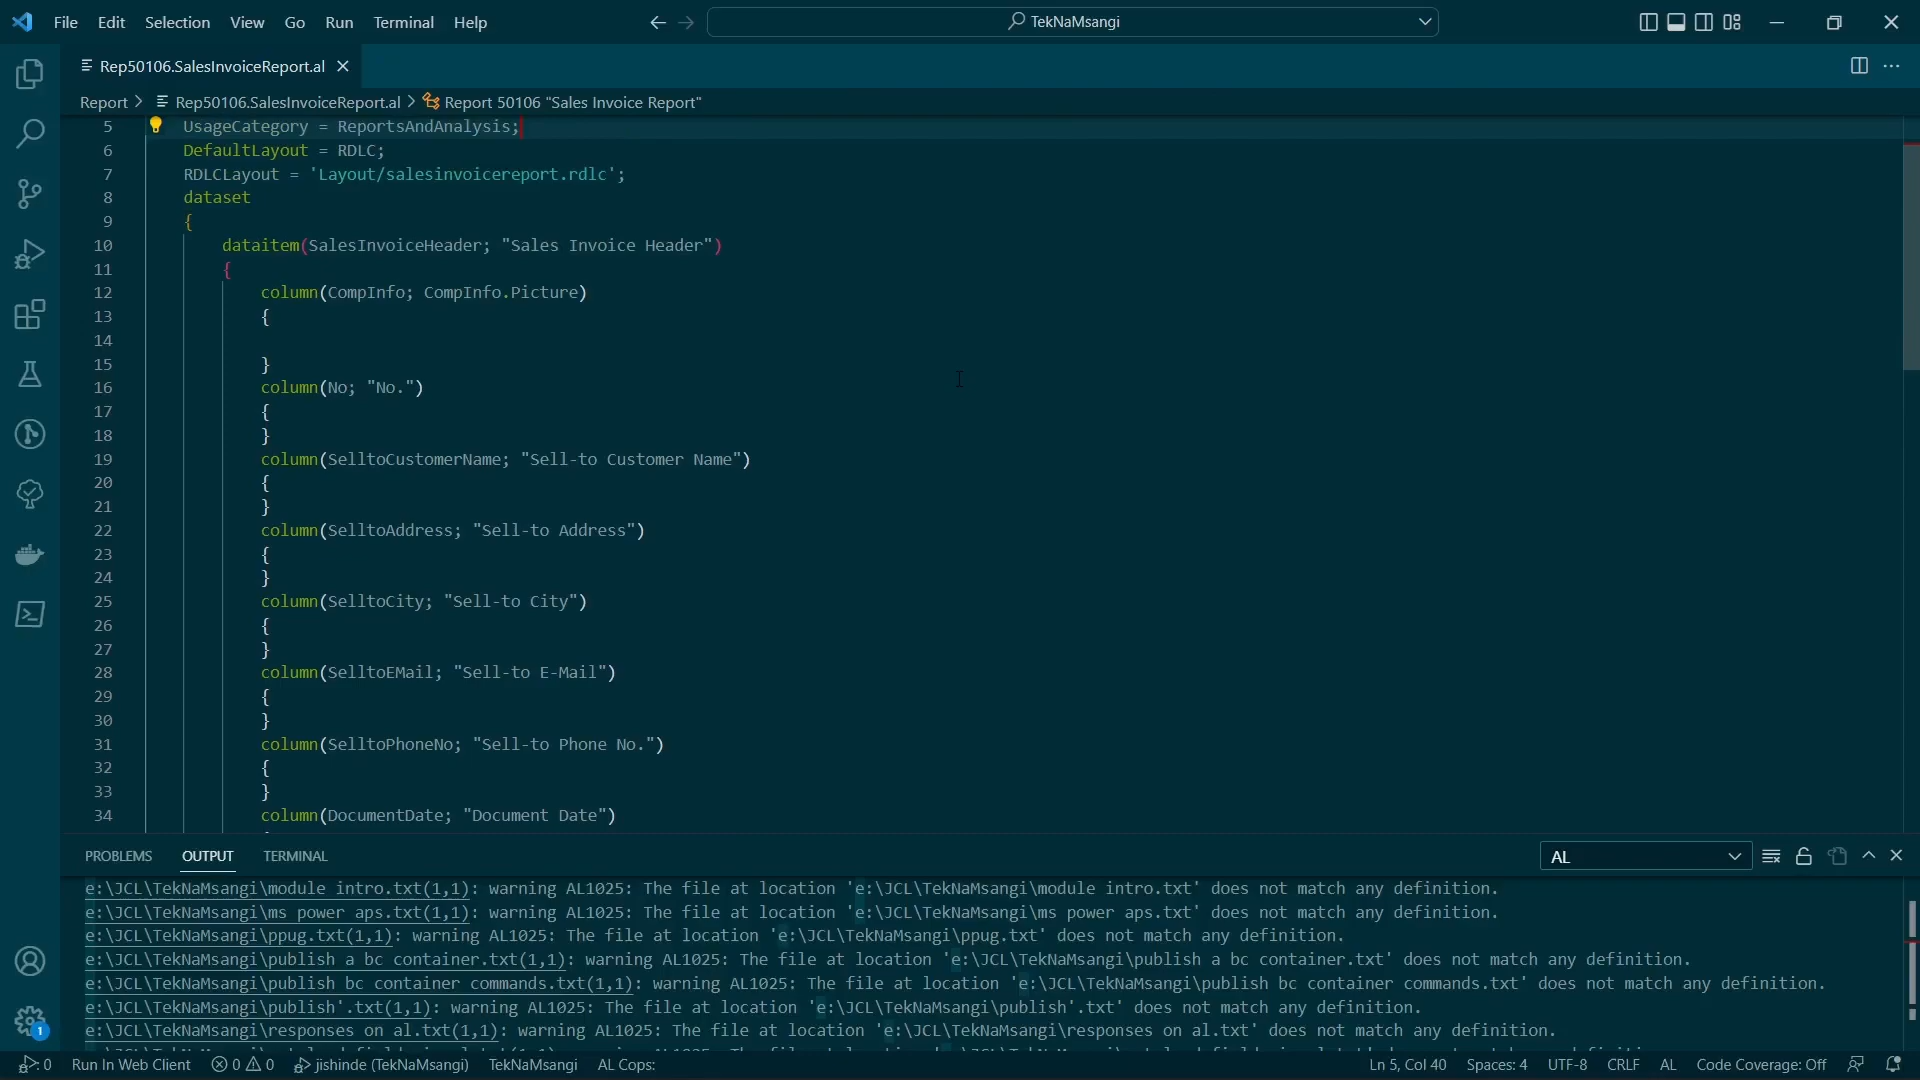 File Edit Selection View Go Run Terminal Help
TekNaMsangi
Rep50106.SalesInvoiceReport.al
Report > Rep50106.SalesInvoiceReport.al > Report 50106 "Sales Invoice Report"
5 UsageCategory = ReportsAndAnalysis;
6 DefaultLayout = RDLC;
7 RDLCLayout = 'Layout/salesinvoicereport.rdlc';
8 dataset
9 {
10 dataitem(SalesInvoiceHeader; "Sales Invoice Header")
11 {
12 column(CompInfo; CompInfo.Picture)
13 {
14
15 }
16 column(No; "No.")
17 {
18 }
19 column(SelltoCustomerName; "Sell-to Customer Name")
20 {
21 }
22 column(SelltoAddress; "Sell-to Address")
23 {
24 }
25 column(SelltoCity; "Sell-to City")
26 {
27 }
28 column(SelltoEMail; "Sell-to E-Mail")
29 {
30 }
31 column(SelltoPhoneNo; "Sell-to Phone No.")
32 {
33 }
34 column(DocumentDate; "Document Date")
PROBLEMS OUTPUT TERMINAL AL
e:\JCL\TekNaMsangi\module intro.txt(1,1): warning AL1025: The file at location 'e:\JCL\TekNaMsangi\module intro.txt' does not match any definition.
e:\JCL\TekNaMsangi\ms power aps.txt(1,1): warning AL1025: The file at location 'e:\JCL\TekNaMsangi\ms power aps.txt' does not match any definition.
e:\JCL\TekNaMsangi\ppug.txt(1,1): warning AL1025: The file at location 'e:\JCL\TekNaMsangi\ppug.txt' does not match any definition.
e:\JCL\TekNaMsangi\publish a bc container.txt(1,1): warning AL1025: The file at location 'e:\JCL\TekNaMsangi\publish a bc container.txt' does not match any definition.
e:\JCL\TekNaMsangi\publish bc container commands.txt(1,1): warning AL1025: The file at location 'e:\JCL\TekNaMsangi\publish bc container commands.txt' does not match any definition.
e:\JCL\TekNaMsangi\publish'.txt(1,1): warning AL1025: The file at location 'e:\JCL\TekNaMsangi\publish'.txt' does not match any definition.
e:\JCL\TekNaMsangi\responses on al.txt(1,1): warning AL1025: The file at location 'e:\JCL\TekNaMsangi\responses on al.txt' does not match any definition.
1
0 Run In Web Client 0 0 jishinde (TekNaMsangi) TekNaMsangi AL Cops: Ln 5, Col 40 Spaces: 4 UTF-8 CRLF AL Code Coverage: Off